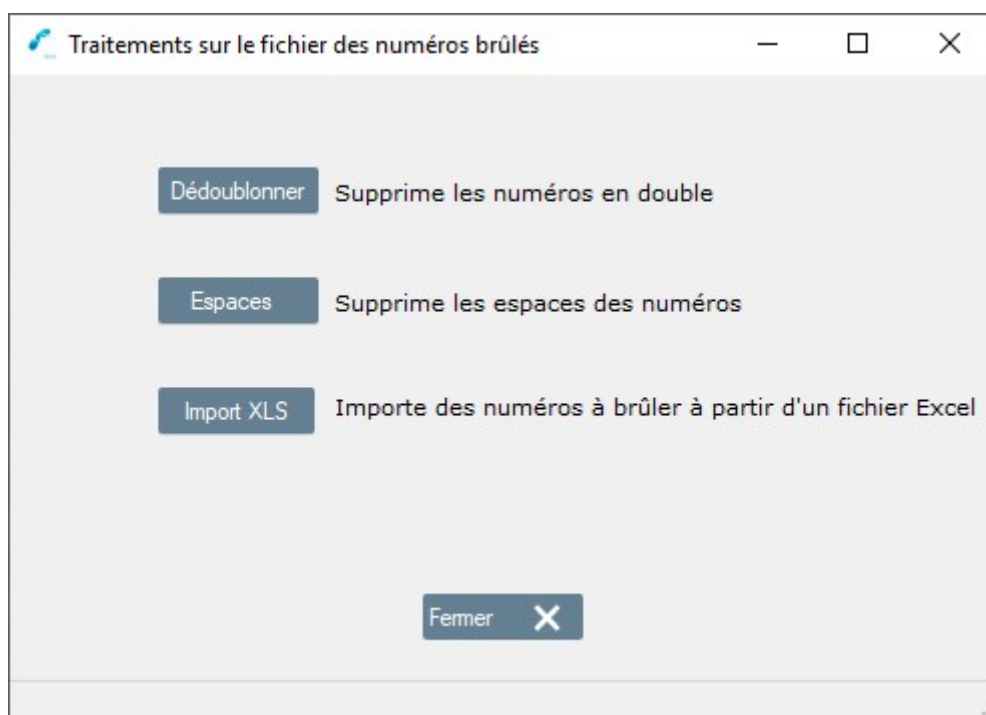 Traitements sur le fichier des numéros brûlés
Dédoublonner Supprime les numéros en double
Espaces Supprime les espaces des numéros
Import XLS Importe des numéros à brûler à partir d'un fichier Excel
Fermer